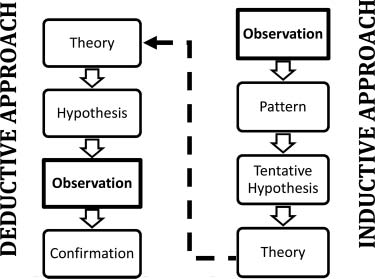 DEDUCTIVE APPROACH
Theory
Hypothesis
Observation
Confirmation
Observation
Pattern
Tentative
Hypothesis
Theory
INDUCTIVE APPROACH